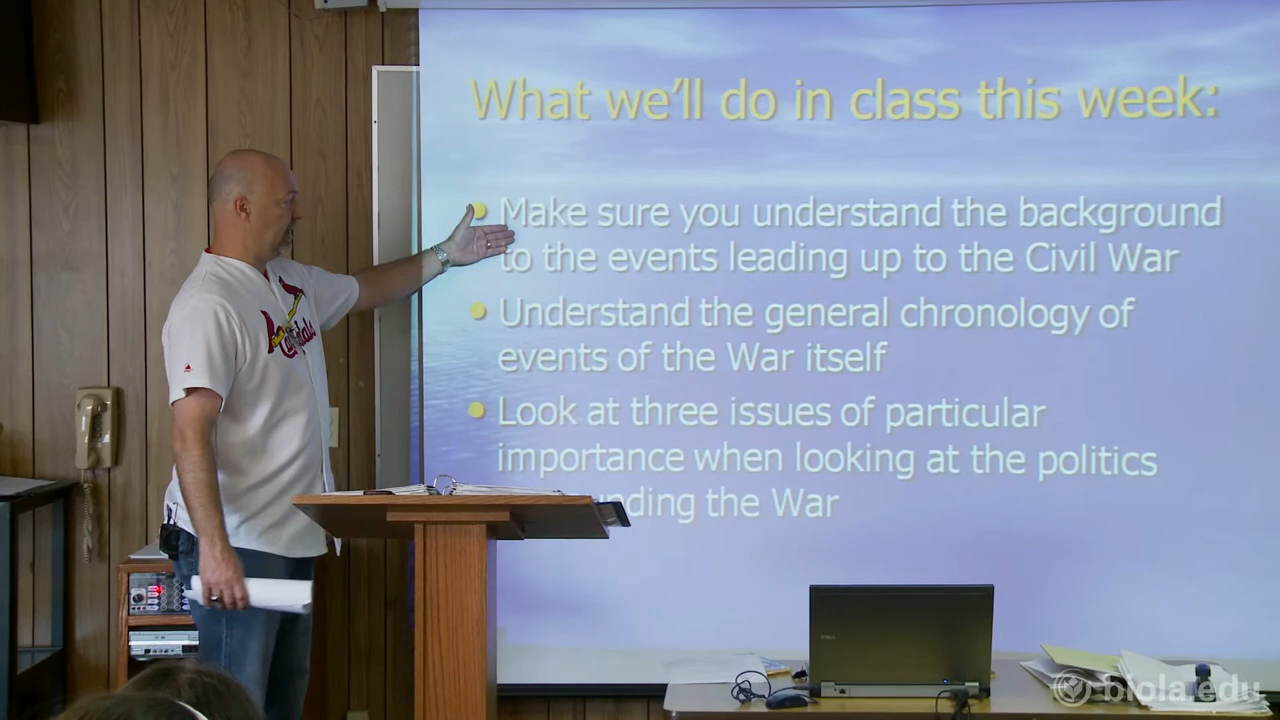 What we'll do in class this week:
Make sure you understand the background
to the events leading up to the Civil War
Understand the general chronology of
events of the War itself
Look at three issues of particular
importance when looking at the politics
the War
Cardinals
DELL
biola.edu